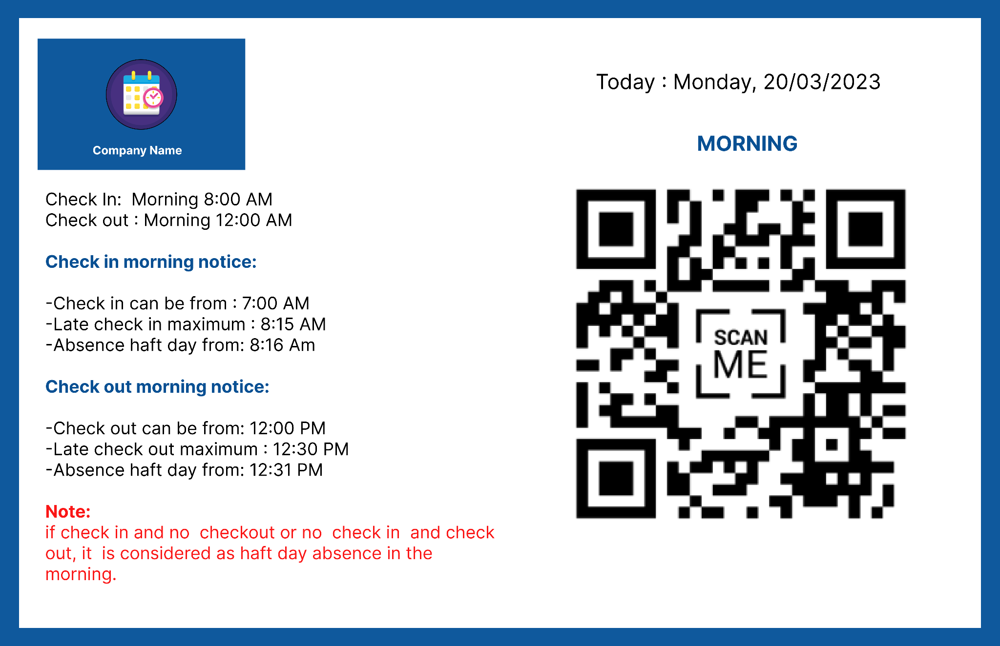 Company Name
Today : Monday, 20/03/2023
MORNING
Check In:  Morning 8:00 AM
Check out : Morning 12:00 AM
Check in morning notice:
-Check in can be from : 7:00 AM
-Late check in maximum : 8:15 AM
-Absence haft day from: 8:16 Am
Check out morning notice:
-Check out can be from: 12:00 PM
-Late check out maximum : 12:30 PM
-Absence haft day from: 12:31 PM
Note:
if check in and no  checkout or no  check in  and check
out, it  is considered as haft day absence in the
morning.
SCAN
ME